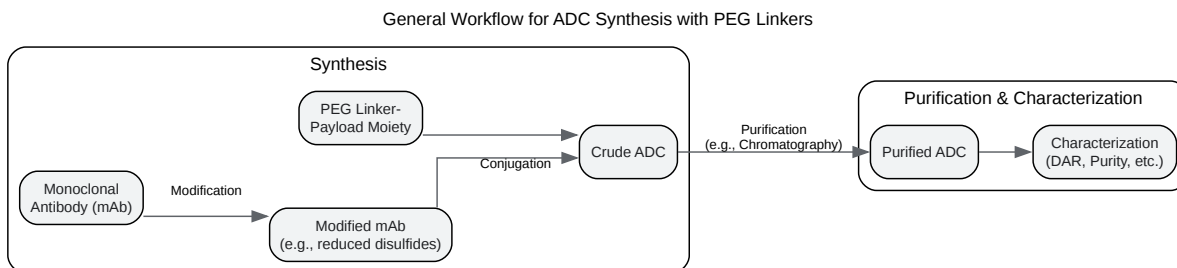 General Workflow for ADC Synthesis with PEG Linkers
Synthesis
PEG Linker-
Payload Moiety
Monoclonal
Antibody (mAb)
Modification
Modified mAb
(e.g., reduced disulfides)
Conjugation
Crude ADC
Purification
(e.g., Chromatography)
Purification & Characterization
Purified ADC
Characterization
(DAR, Purity, etc.)